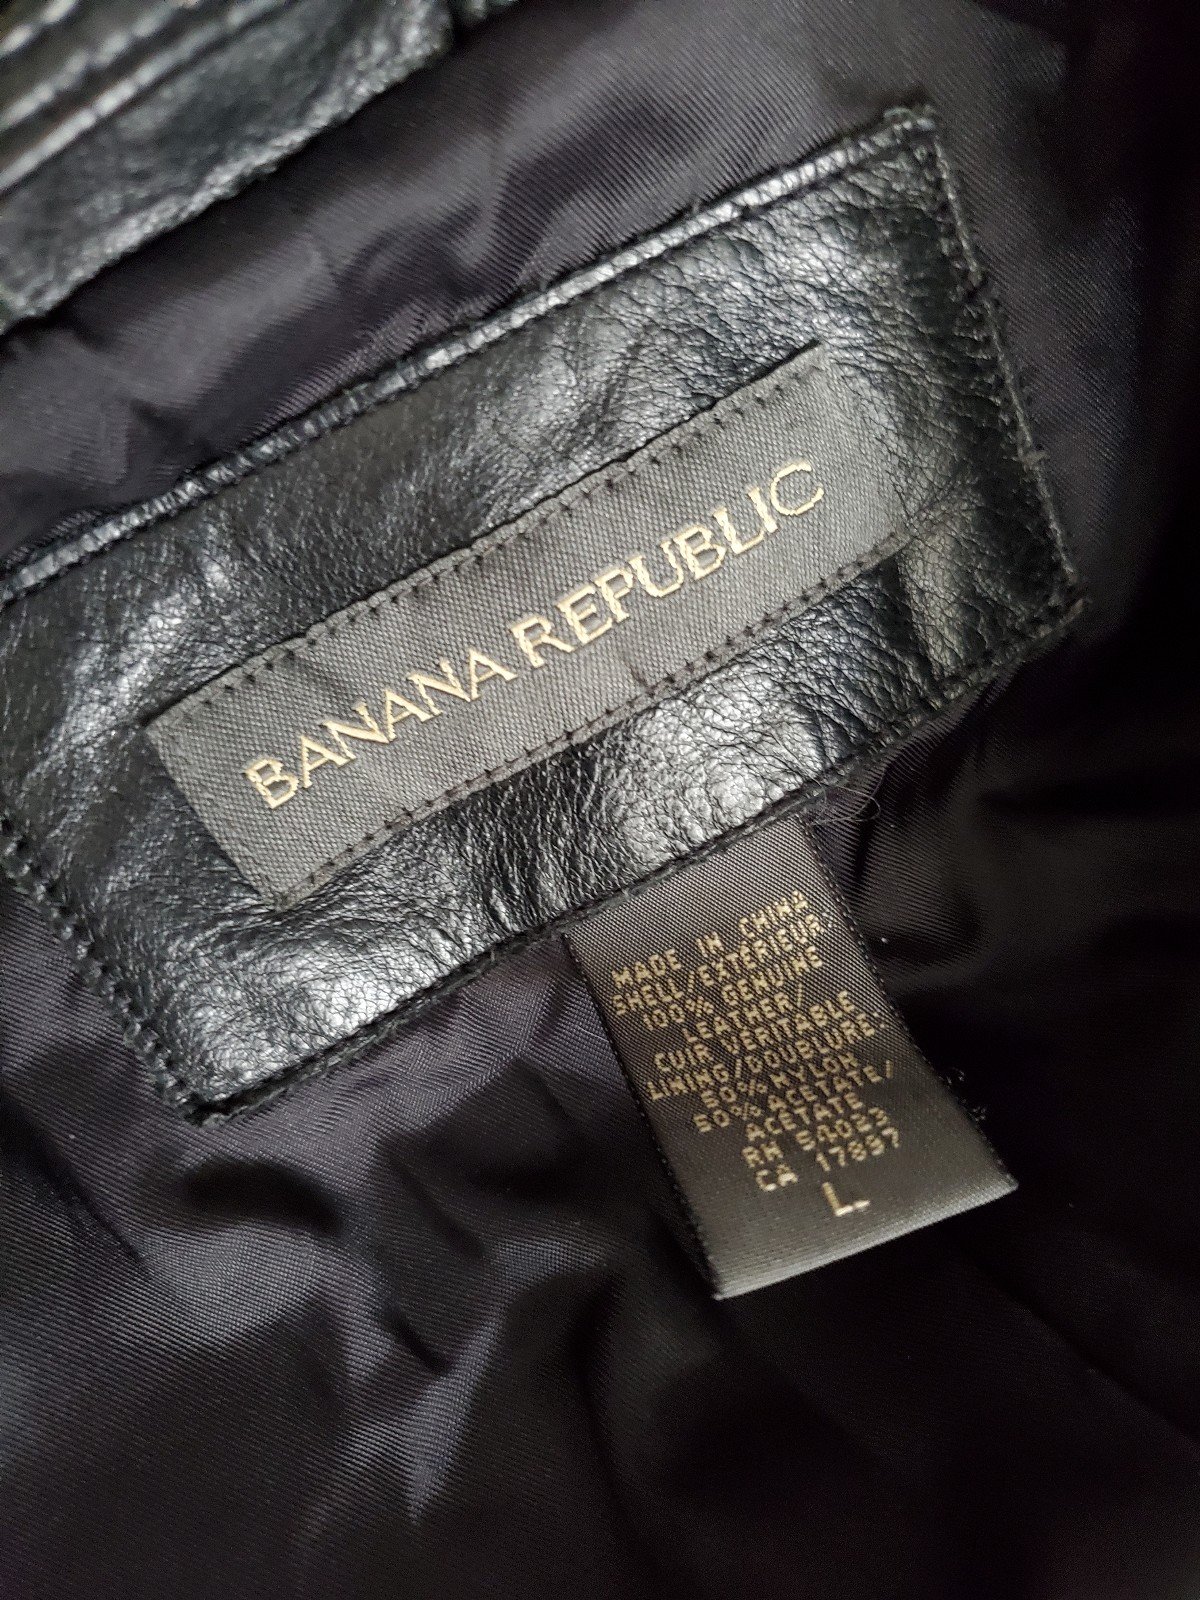 BANANA REPUBLIC
MADE IN CHINA
SHELL/EXTÉRIEUR
100% GENUINE
LEATHER/
CUIR VERITABLE
LINING/DOUBLURE:
50% NYLON
50% ACETATE/
ACETATE
RN 54023
CA 17897
L.